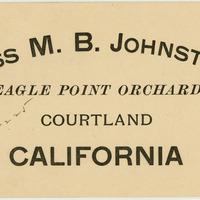 SS M. B. JOHNST
EAGLE POINT ORCHARD
COURTLAND
CALIFORNIA